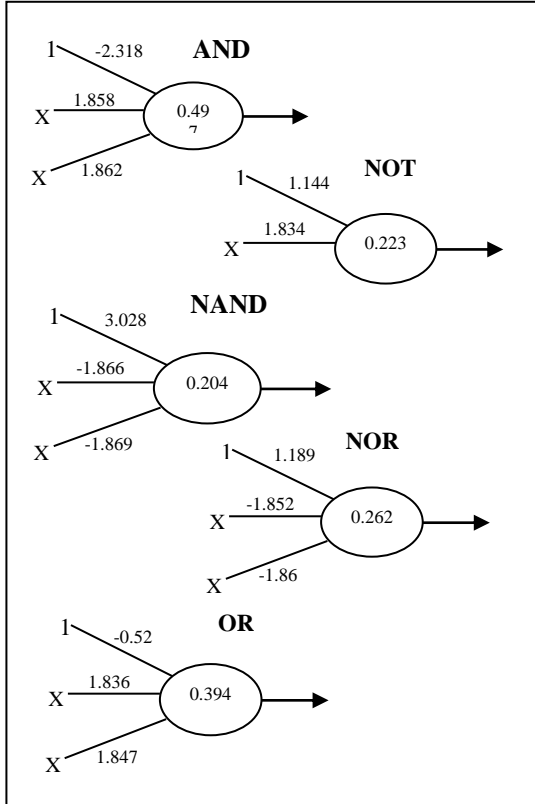 AND
1 -2.318
X 1.858
0.49
X 1.862
NOT
1 1.144
X 1.834
0.223
NAND
1 3.028
X -1.866
0.204
X -1.869
NOR
1 1.189
X -1.852
0.262
X -1.86
OR
1 -0.52
X 1.836
0.394
X 1.847